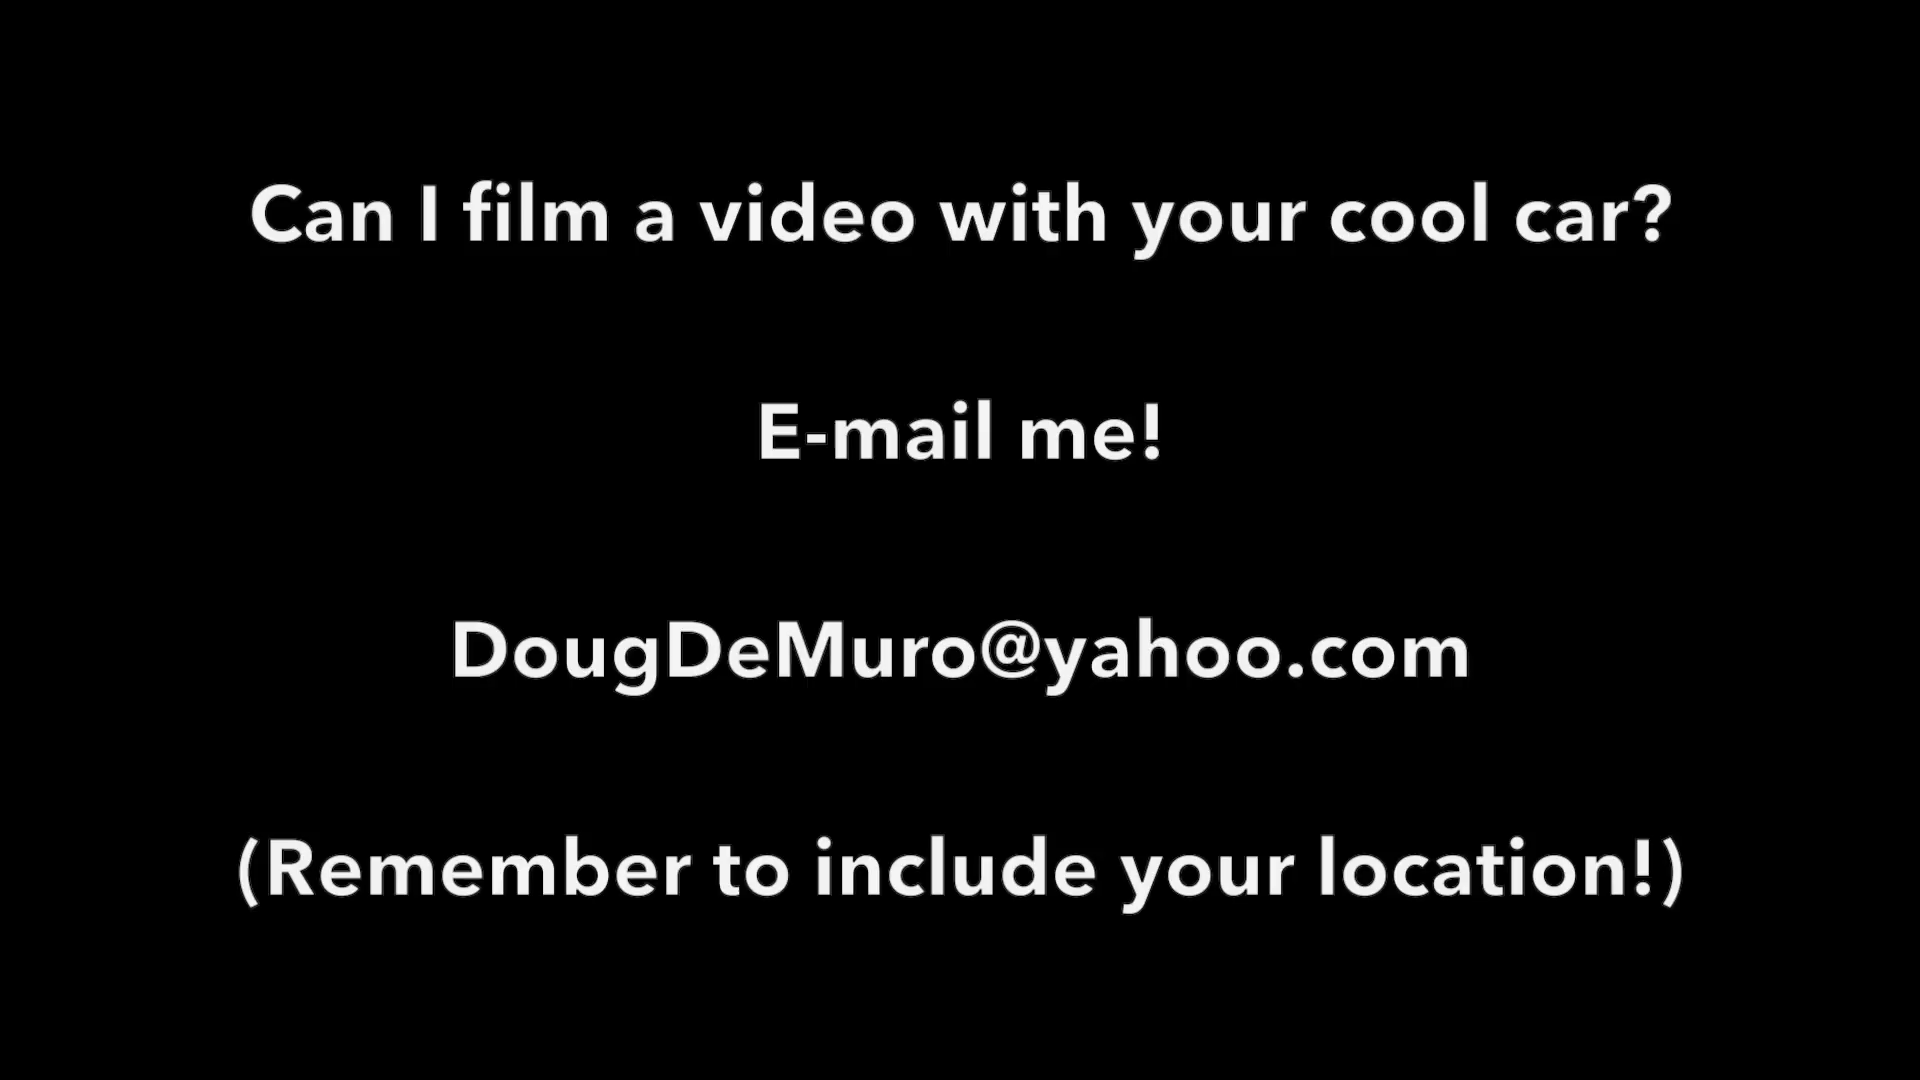 Can I film a video with your cool car?
E-mail me!
DougDeMuro@yahoo.com
(Remember to include your location!)